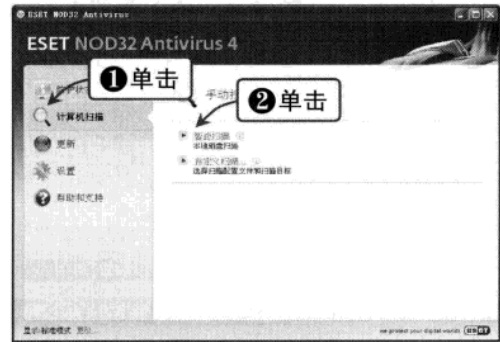 ESET NOD32 Antivirus
ESET NOD32 Antivirus 4
❶单击
手动
❷单击
计算机扫描
智能扫描
本地磁盘扫描
更新
自定义扫描...
选择扫描配置文件和扫描目标
设置
帮助和支持
显示:标准模式 更改...
we protect your digital worlds
ESET